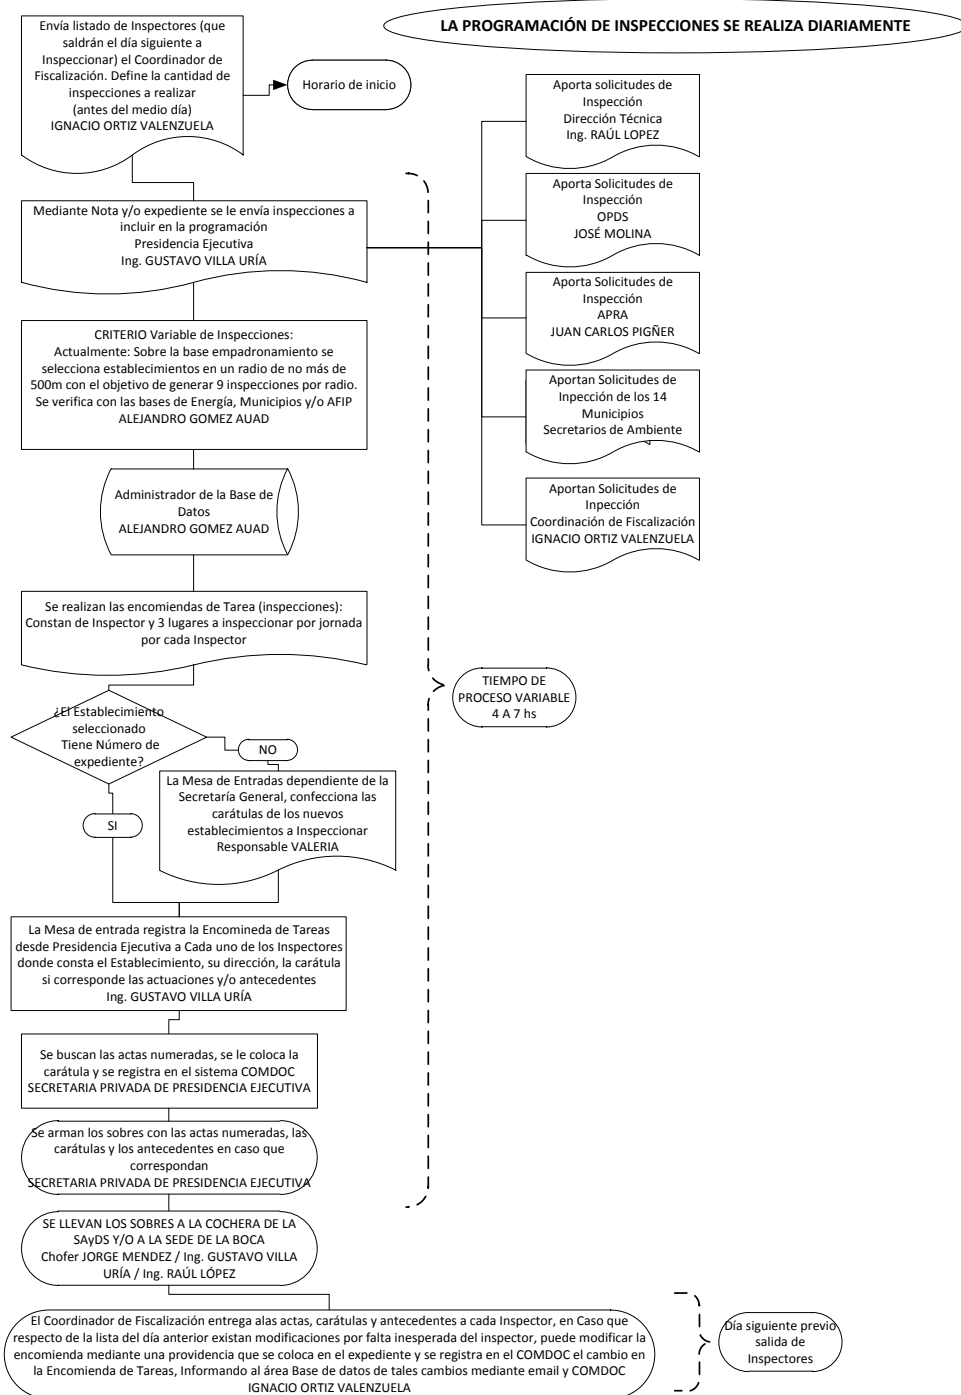 LA PROGRAMACIÓN DE INSPECCIONES SE REALIZA DIARIAMENTE
Envía listado de Inspectores (que
saldrán el día siguiente a
Inspeccionar) el Coordinador de
Fiscalización. Define la cantidad de
inspecciones a realizar
(antes del medio día)
IGNACIO ORTIZ VALENZUELA
Horario de inicio
Mediante Nota y/o expediente se le envía inspecciones a
incluir en la programación
Presidencia Ejecutiva
Ing. GUSTAVO VILLA URÍA
Aporta solicitudes de
Inspección
Dirección Técnica
Ing. RAÚL LOPEZ
Aporta Solicitudes de
Inspección
OPDS
JOSÉ MOLINA
Aporta Solicitudes de
Inspección
APRA
JUAN CARLOS PIGÑER
Aportan Solicitudes de
Inpección de los 14
Municipios
Secretarios de Ambiente
Aportan Solicitudes de
Inpección
Coordinación de Fiscalización
IGNACIO ORTIZ VALENZUELA
CRITERIO Variable de Inspecciones:
Actualmente: Sobre la base empadronamiento se
selecciona establecimientos en un radio de no más de
500m con el objetivo de generar 9 inspecciones por radio.
Se verifica con las bases de Energía, Municipios y/o AFIP
ALEJANDRO GOMEZ AUAD
Administrador de la Base de
Datos
ALEJANDRO GOMEZ AUAD
Se realizan las encomiendas de Tarea (inspecciones):
Constan de Inspector y 3 lugares a inspeccionar por jornada
por cada Inspector
TIEMPO DE
PROCESO VARIABLE
4 A 7 hs
¿El Establecimiento
seleccionado
Tiene Número de
expediente?
NO
SI
La Mesa de Entradas dependiente de la
Secretaría General, confecciona las
carátulas de los nuevos
establecimientos a Inspeccionar
Responsable VALERIA
La Mesa de entrada registra la Encomineda de Tareas
desde Presidencia Ejecutiva a Cada uno de los Inspectores
donde consta el Establecimiento, su dirección, la carátula
si corresponde las actuaciones y/o antecedentes
Ing. GUSTAVO VILLA URÍA
Se buscan las actas numeradas, se le coloca la
carátula y se registra en el sistema COMDOC
SECRETARIA PRIVADA DE PRESIDENCIA EJECUTIVA
Se arman los sobres con las actas numeradas, las
carátulas y los antecedentes en caso que
correspondan
SECRETARIA PRIVADA DE PRESIDENCIA EJECUTIVA
SE LLEVAN LOS SOBRES A LA COCHERA DE LA
SAyDS Y/O A LA SEDE DE LA BOCA
Chofer JORGE MENDEZ / Ing. GUSTAVO VILLA
URÍA / Ing. RAÚL LÓPEZ
El Coordinador de Fiscalización entrega alas actas, carátulas y antecedentes a cada Inspector, en Caso que
respecto de la lista del día anterior existan modificaciones por falta inesperada del inspector, puede modificar la
encomienda mediante una providencia que se coloca en el expediente y se registra en el COMDOC el cambio en
la Encomienda de Tareas, Informando al área Base de datos de tales cambios mediante email y COMDOC
IGNACIO ORTIZ VALENZUELA
Día siguiente previo
salida de
Inspectores